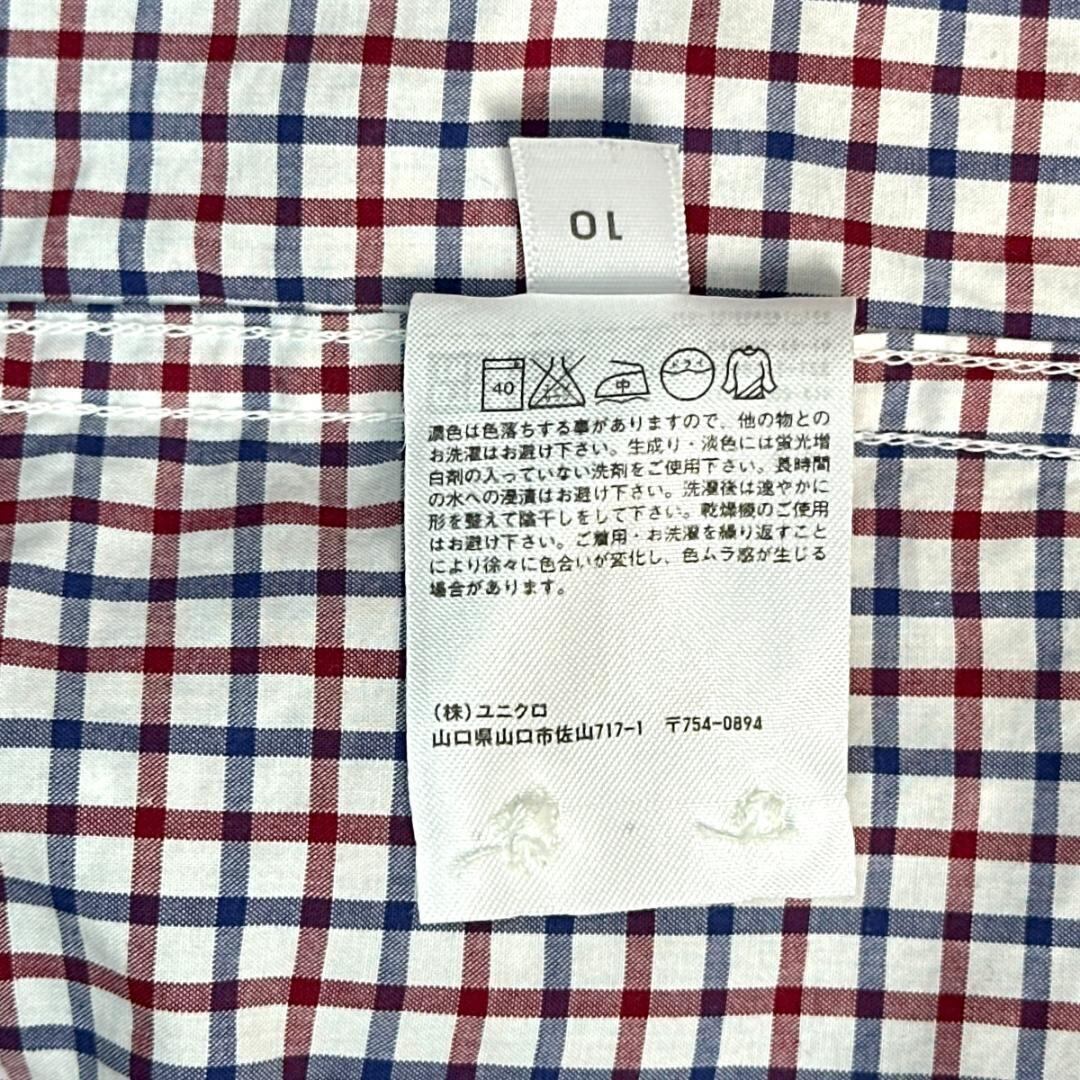 10
40
中
ドライ
濃色は色落ちする事がありますので、他の物との
お洗濯はお避け下さい。生成り・淡色には蛍光増
白剤の入っていない洗剤をご使用下さい。長時間
の水への浸漬はお避け下さい。洗濯後は速やかに
形を整えて陰干しをして下さい。乾燥機のご使用
はお避け下さい。ご着用・お洗濯を繰り返すこと
により徐々に色合いが変化し、色ムラ感が生じる
場合があります。
(株)ユニクロ
山口県山口市佐山717-1 〒754-0894